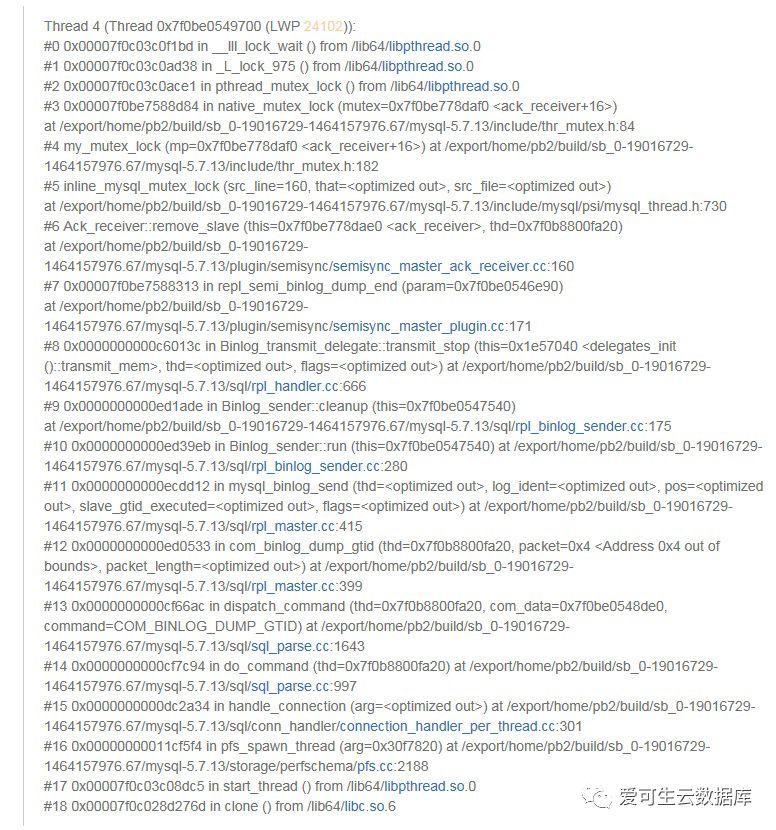 Thread 4 (Thread 0x7f0be0549700 (LWP 24102)):
#0 0x00007f0c03c0f1bd in __lll_lock_wait () from /lib64/libpthread.so.0
#1 0x00007f0c03c0ad38 in _L_lock_975 () from /lib64/libpthread.so.0
#2 0x00007f0c03c0ace1 in pthread_mutex_lock () from /lib64/libpthread.so.0
#3 0x00007f0be7588d84 in native_mutex_lock (mutex=0x7f0be778daf0 <ack_receiver+16>)
at /export/home/pb2/build/sb_0-19016729-1464157976.67/mysql-5.7.13/include/thr_mutex.h:84
#4 my_mutex_lock (mp=0x7f0be778daf0 <ack_receiver+16>) at /export/home/pb2/build/sb_0-19016729-
1464157976.67/mysql-5.7.13/include/thr_mutex.h:182
#5 inline_mysql_mutex_lock (src_line=160, that=<optimized out>, src_file=<optimized out>)
at /export/home/pb2/build/sb_0-19016729-1464157976.67/mysql-5.7.13/include/mysql/psi/mysql_thread.h:730
#6 Ack_receiver::remove_slave (this=0x7f0be778dae0 <ack_receiver>, thd=0x7f0b8800fa20)
at /export/home/pb2/build/sb_0-19016729-
1464157976.67/mysql-5.7.13/plugin/semisync/semisync_master_ack_receiver.cc:160
#7 0x00007f0be7588313 in repl_semi_binlog_dump_end (param=0x7f0be0546e90)
at /export/home/pb2/build/sb_0-19016729-
1464157976.67/mysql-5.7.13/plugin/semisync/semisync_master_plugin.cc:171
#8 0x0000000000c6013c in Binlog_transmit_delegate::transmit_stop (this=0x1e57040 <delegates_init
()::transmit_mem>, thd=<optimized out>, flags=<optimized out>) at /export/home/pb2/build/sb_0-19016729-
1464157976.67/mysql-5.7.13/sql/rpl_handler.cc:666
#9 0x0000000000ed1ade in Binlog_sender::cleanup (this=0x7f0be0547540)
at /export/home/pb2/build/sb_0-19016729-1464157976.67/mysql-5.7.13/sql/rpl_binlog_sender.cc:175
#10 0x0000000000ed39eb in Binlog_sender::run (this=0x7f0be0547540) at /export/home/pb2/build/sb_0-19016729-
1464157976.67/mysql-5.7.13/sql/rpl_binlog_sender.cc:280
#11 0x0000000000ecdd12 in mysql_binlog_send (thd=<optimized out>, log_ident=<optimized out>, pos=<optimized
out>, slave_gtid_executed=<optimized out>, flags=<optimized out>) at /export/home/pb2/build/sb_0-19016729-
1464157976.67/mysql-5.7.13/sql/rpl_master.cc:415
#12 0x0000000000ed0533 in com_binlog_dump_gtid (thd=0x7f0b8800fa20, packet=0x4 <Address 0x4 out of
bounds>, packet_length=<optimized out>) at /export/home/pb2/build/sb_0-19016729-
1464157976.67/mysql-5.7.13/sql/rpl_master.cc:399
#13 0x0000000000cf66ac in dispatch_command (thd=0x7f0b8800fa20, com_data=0x7f0be0548de0,
command=COM_BINLOG_DUMP_GTID) at /export/home/pb2/build/sb_0-19016729-
1464157976.67/mysql-5.7.13/sql/sql_parse.cc:1643
#14 0x0000000000cf7c94 in do_command (thd=0x7f0b8800fa20) at /export/home/pb2/build/sb_0-19016729-
1464157976.67/mysql-5.7.13/sql/sql_parse.cc:997
#15 0x0000000000dc2a34 in handle_connection (arg=<optimized out>) at /export/home/pb2/build/sb_0-19016729-
1464157976.67/mysql-5.7.13/sql/conn_handler/connection_handler_per_thread.cc:301
#16 0x00000000011cf5f4 in pfs_spawn_thread (arg=0x30f7820) at /export/home/pb2/build/sb_0-19016729-
1464157976.67/mysql-5.7.13/storage/perfschema/pfs.cc:2188
#17 0x00007f0c03c08dc5 in start_thread () from /lib64/libpthread.so.0
#18 0x00007f0c028d276d in clone () from /lib64/libc.so.6
爱可生云数据库